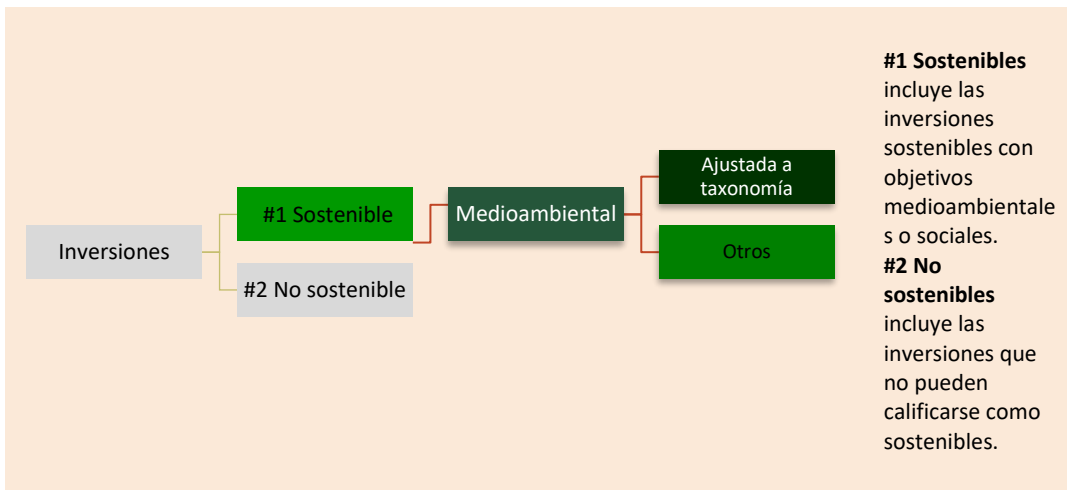 Inversiones
#1 Sostenible
#2 No sostenible
Medioambiental
Ajustada a
taxonomía
Otros
#1 Sostenibles
incluye las
inversiones
sostenibles con
objetivos
medioambientale
s o sociales.
#2 No
sostenibles
incluye las
inversiones que
no pueden
calificarse como
sostenibles.